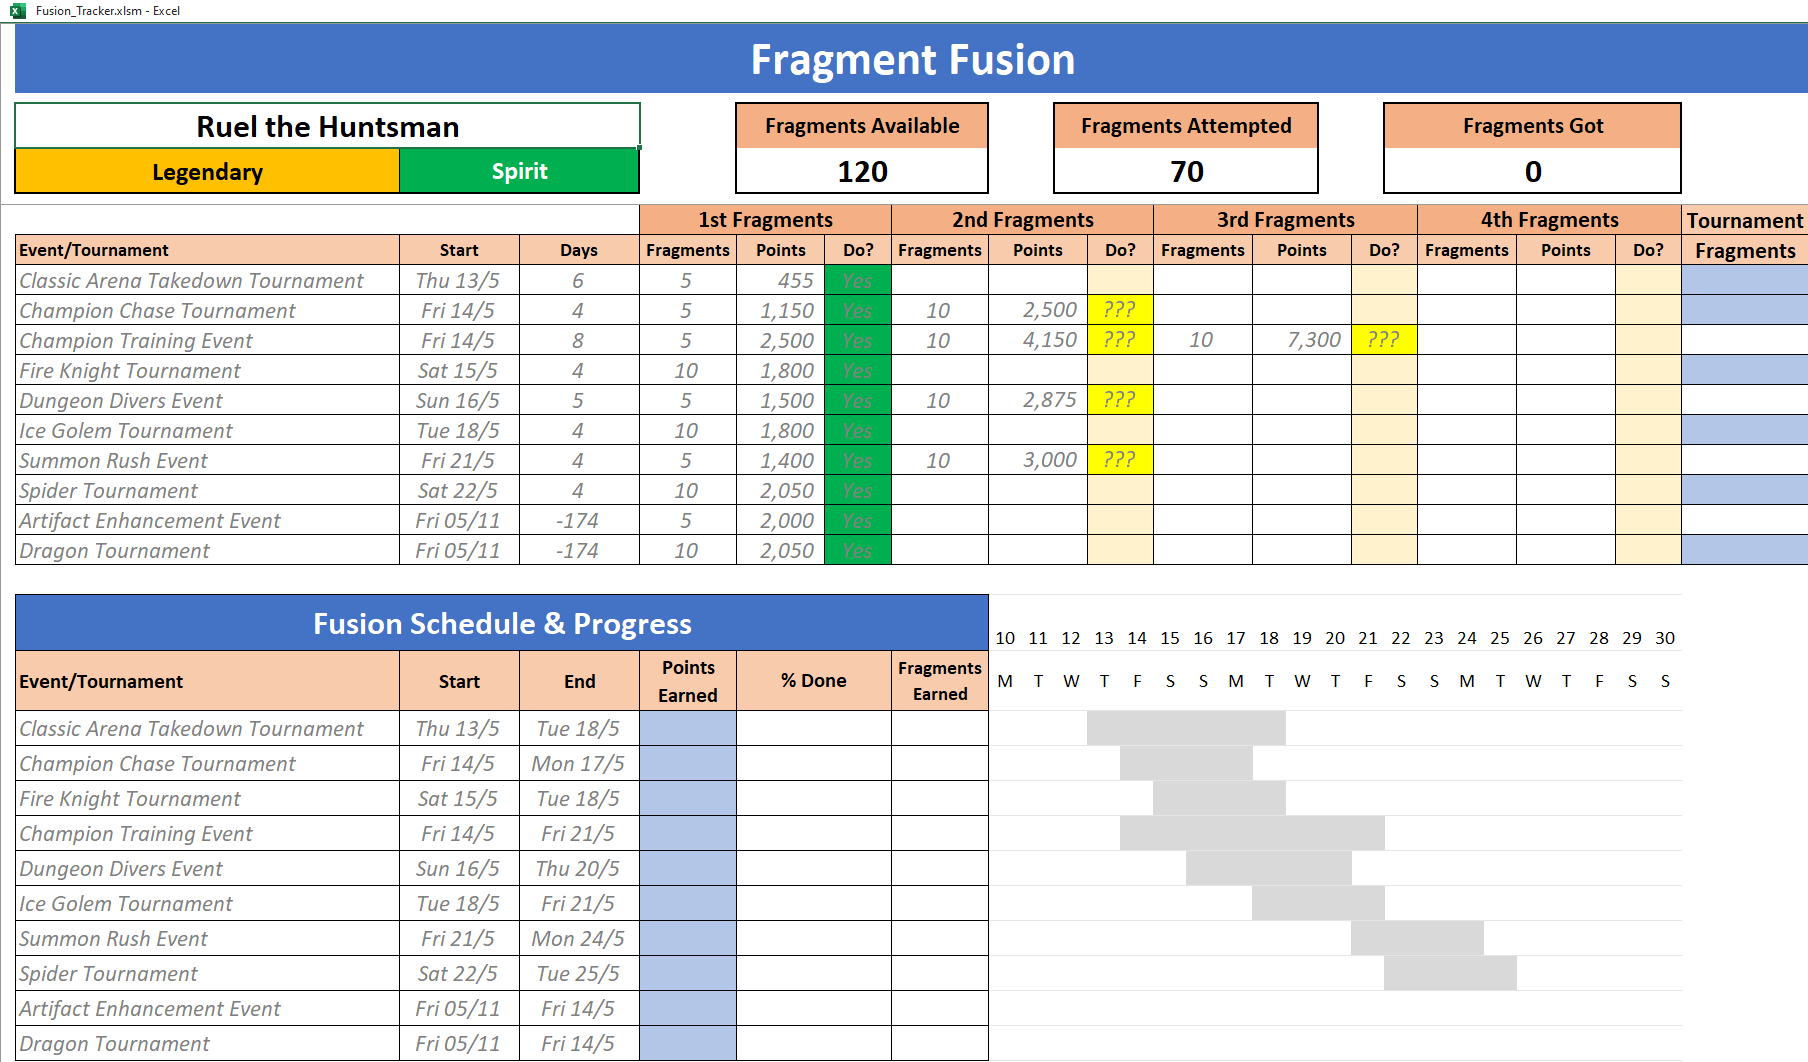 Fusion_Tracker.xlsm - Excel
Fragment Fusion
Ruel the Huntsman
Legendary Spirit
Fragments Available
120
Fragments Attempted
70
Fragments Got
0
1st Fragments 2nd Fragments 3rd Fragments 4th Fragments Tournament
Event/Tournament Start Days Fragments Points Do? Fragments Points Do? Fragments Points Do? Fragments Points Do? Fragments
Classic Arena Takedown Tournament Thu 13/5 6 5 455 Yes
Champion Chase Tournament Fri 14/5 4 5 1,150 Yes 10 2,500 ???
Champion Training Event Fri 14/5 8 5 2,500 Yes 10 4,150 ??? 10 7,300 ???
Fire Knight Tournament Sat 15/5 4 10 1,800 Yes
Dungeon Divers Event Sun 16/5 5 5 1,500 Yes 10 2,875 ???
Ice Golem Tournament Tue 18/5 4 10 1,800 Yes
Summon Rush Event Fri 21/5 4 5 1,400 Yes 10 3,000 ???
Spider Tournament Sat 22/5 4 10 2,050 Yes
Artifact Enhancement Event Fri 05/11 -174 5 2,000 Yes
Dragon Tournament Fri 05/11 -174 10 2,050 Yes
Fusion Schedule & Progress
10 11 12 13 14 15 16 17 18 19 20 21 22 23 24 25 26 27 28 29 30
Event/Tournament Start End Points Earned % Done Fragments Earned
M T W T F S S M T W T F S S M T W T F S S
Classic Arena Takedown Tournament Thu 13/5 Tue 18/5
Champion Chase Tournament Fri 14/5 Mon 17/5
Fire Knight Tournament Sat 15/5 Tue 18/5
Champion Training Event Fri 14/5 Fri 21/5
Dungeon Divers Event Sun 16/5 Thu 20/5
Ice Golem Tournament Tue 18/5 Fri 21/5
Summon Rush Event Fri 21/5 Mon 24/5
Spider Tournament Sat 22/5 Tue 25/5
Artifact Enhancement Event Fri 05/11 Fri 14/5
Dragon Tournament Fri 05/11 Fri 14/5